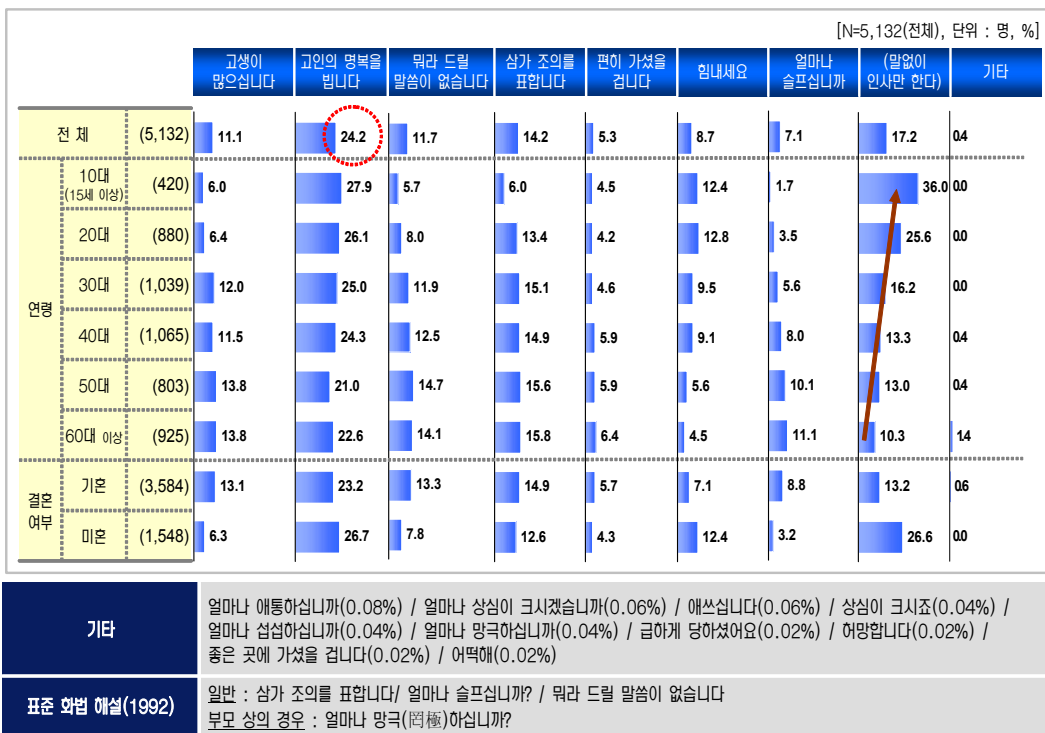 [N=5,132(전체), 단위 : 명, %]
고생이 많으십니다 고인의 명복을 빕니다 뭐라 드릴 말씀이 없습니다 삼가 조의를 표합니다 편히 가셨을 겁니다 힘내세요 얼마나 슬프십니까 (말없이 인사만 한다) 기타
전 체 (5,132) 11.1 24.2 11.7 14.2 5.3 8.7 7.1 17.2 0.4
연령
10대 (15세 이상) (420) 6.0 27.9 5.7 6.0 4.5 12.4 1.7 36.0 0.0
20대 (880) 6.4 26.1 8.0 13.4 4.2 12.8 3.5 25.6 0.0
30대 (1,039) 12.0 25.0 11.9 15.1 4.6 9.5 5.6 16.2 0.0
40대 (1,065) 11.5 24.3 12.5 14.9 5.9 9.1 8.0 13.3 0.4
50대 (803) 13.8 21.0 14.7 15.6 5.9 5.6 10.1 13.0 0.4
60대 이상 (925) 13.8 22.6 14.1 15.8 6.4 4.5 11.1 10.3 1.4
결혼 여부
기혼 (3,584) 13.1 23.2 13.3 14.9 5.7 7.1 8.8 13.2 0.6
미혼 (1,548) 6.3 26.7 7.8 12.6 4.3 12.4 3.2 26.6 0.0
기타
얼마나 애통하십니까(0.08%) / 얼마나 상심이 크시겠습니까(0.06%) / 애쓰십니다(0.06%) / 상심이 크시죠(0.04%) /
얼마나 섭섭하십니까(0.04%) / 얼마나 망극하십니까(0.04%) / 급하게 당하셨어요(0.02%) / 허망합니다(0.02%) /
좋은 곳에 가셨을 겁니다(0.02%) / 어떡해(0.02%)
표준 화법 해설(1992)
일반 : 삼가 조의를 표합니다/ 얼마나 슬프십니까? / 뭐라 드릴 말씀이 없습니다
부모 상의 경우 : 얼마나 망극(罔極)하십니까?